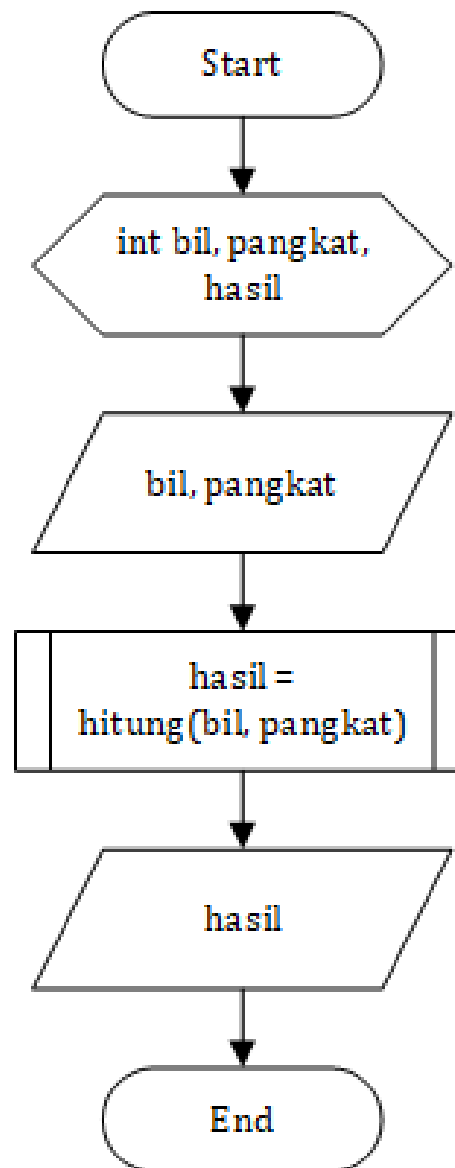 Start
int bil, pangkat,
hasil
bil, pangkat
hasil =
hitung(bil, pangkat)
hasil
End